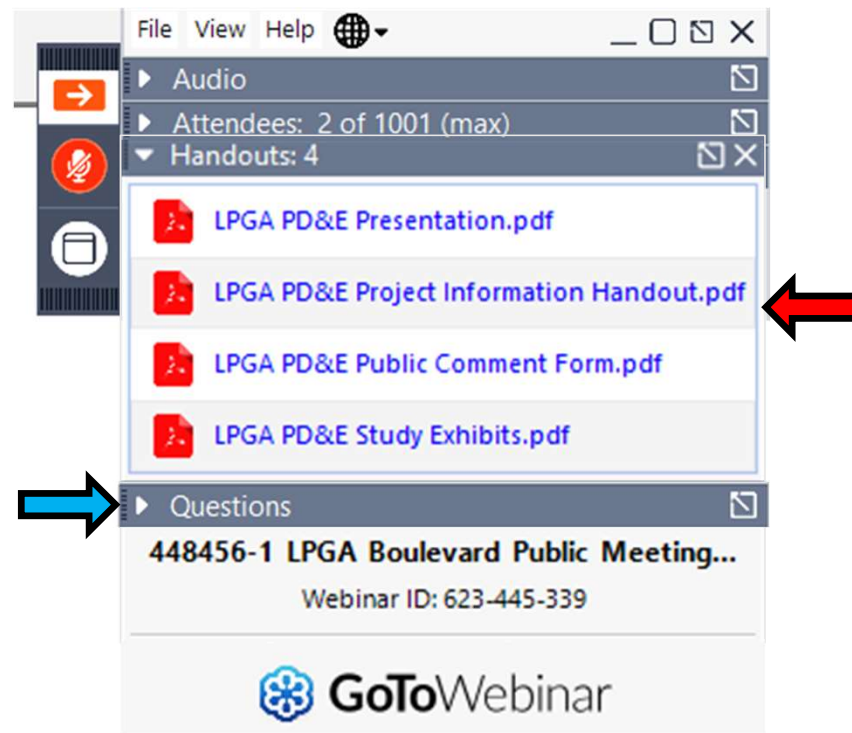 File View Help
Audio
Attendees: 2 of 1001 (max)
Handouts: 4
LPGA PD&E Presentation.pdf
LPGA PD&E Project Information Handout.pdf
LPGA PD&E Public Comment Form.pdf
LPGA PD&E Study Exhibits.pdf
Questions
448456-1 LPGA Boulevard Public Meeting...
Webinar ID: 623-445-339
GoToWebinar